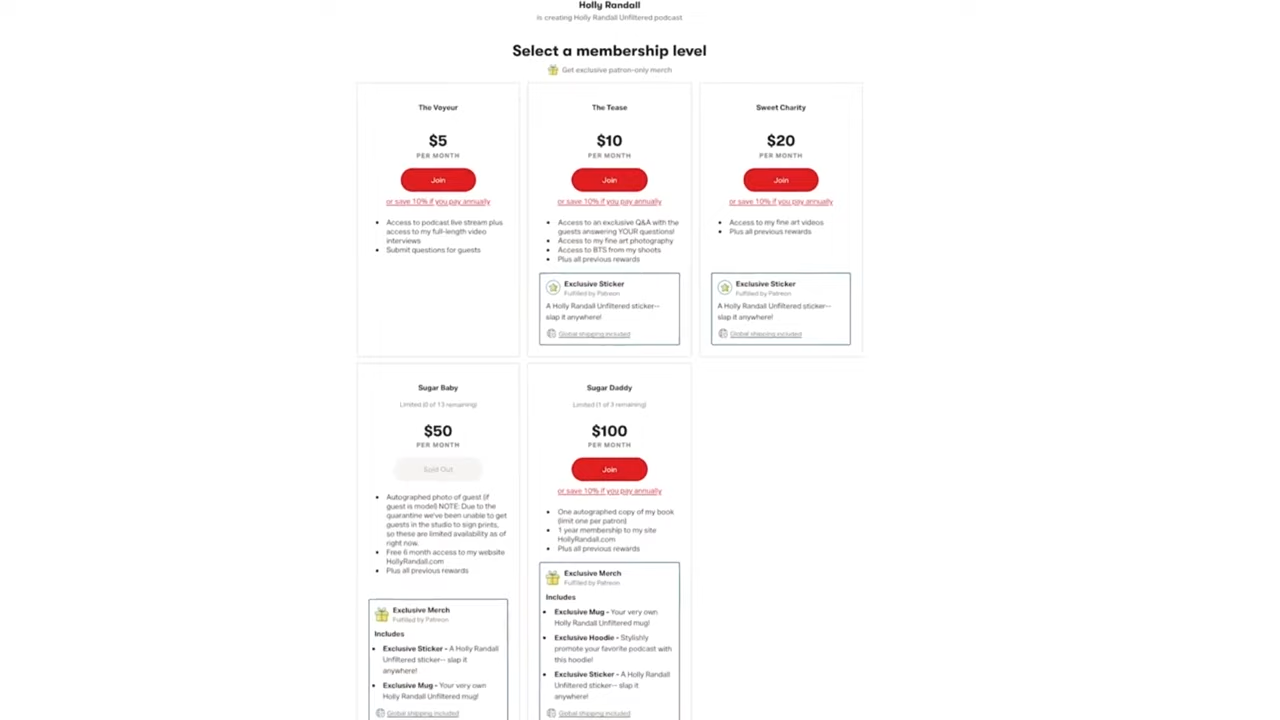 Holly Randall
is creating Holly Randall Unfiltered podcast
Select a membership level
Get exclusive patron-only merch
The Voyeur
$5
PER MONTH
Join
or save 10% if you pay annually
Access to podcast live stream plus
access to my full-length video
interviews
Submit questions for guests
The Tease
$10
PER MONTH
Join
or save 10% if you pay annually
Access to an exclusive Q&A with the
guests answering YOUR questions!
Access to my fine art photography
Access to BTS from my shoots
Plus all previous rewards
Exclusive Sticker
Fulfilled by Patreon
A Holly Randall Unfiltered sticker--
slap it anywhere!
Global shipping included
Sweet Charity
$20
PER MONTH
Join
or save 10% if you pay annually
Access to my fine art videos
Plus all previous rewards
Exclusive Sticker
Fulfilled by Patreon
A Holly Randall Unfiltered sticker--
slap it anywhere!
Global shipping included
Sugar Baby
Limited (0 of 13 remaining)
$50
PER MONTH
Sold Out
Autographed photo of guest (if
guest is model) NOTE: Due to the
quarantine we've been unable to get
guests in the studio to sign prints,
so these are limited availability as of
right now.
Free 6 month access to my website
HollyRandall.com
Plus all previous rewards
Exclusive Merch
Fulfilled by Patreon
Includes
Exclusive Sticker - A Holly Randall
Unfiltered sticker-- slap it
anywhere!
Exclusive Mug - Your very own
Holly Randall Unfiltered mug!
Global shipping included
Sugar Daddy
Limited (1 of 3 remaining)
$100
PER MONTH
Join
or save 10% if you pay annually
One autographed copy of my book
(limit one per patron)
1 year membership to my site
HollyRandall.com
Plus all previous rewards
Exclusive Merch
Fulfilled by Patreon
Includes
Exclusive Mug - Your very own
Holly Randall Unfiltered mug!
Exclusive Hoodie - Stylishly
promote your favorite podcast with
this hoodie!
Exclusive Sticker - A Holly Randall
Unfiltered sticker-- slap it
anywhere!
Global shipping included